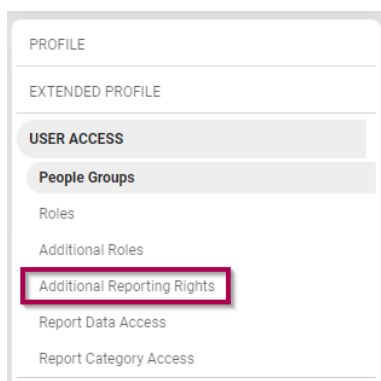 PROFILE
EXTENDED PROFILE
USER ACCESS
People Groups
Roles
Additional Roles
Additional Reporting Rights
Report Data Access
Report Category Access